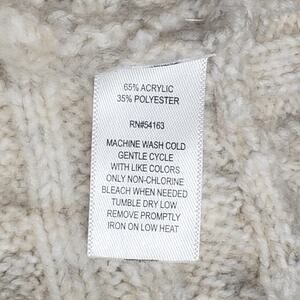 65% ACRYLIC
35% POLYESTER
RN#54163
MACHINE WASH COLD
GENTLE CYCLE
WITH LIKE COLORS
ONLY NON-CHLORINE
BLEACH WHEN NEEDED
TUMBLE DRY LOW
REMOVE PROMPTLY
IRON ON LOW HEAT